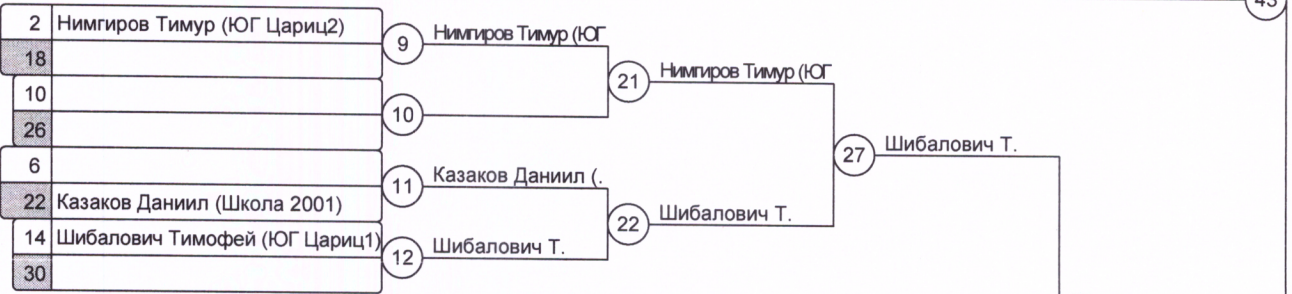 43
2 Нимгиров Тимур (ЮГ Цариц2)
9 Нимгиров Тимур (ЮГ
18
21 Нимгиров Тимур (ЮГ
10
10
26
27 Шибалович Т.
6
11 Казаков Даниил (.
22 Казаков Даниил (Школа 2001)
22 Шибалович Т.
14 Шибалович Тимофей (ЮГ Цариц1)
12 Шибалович Т.
30